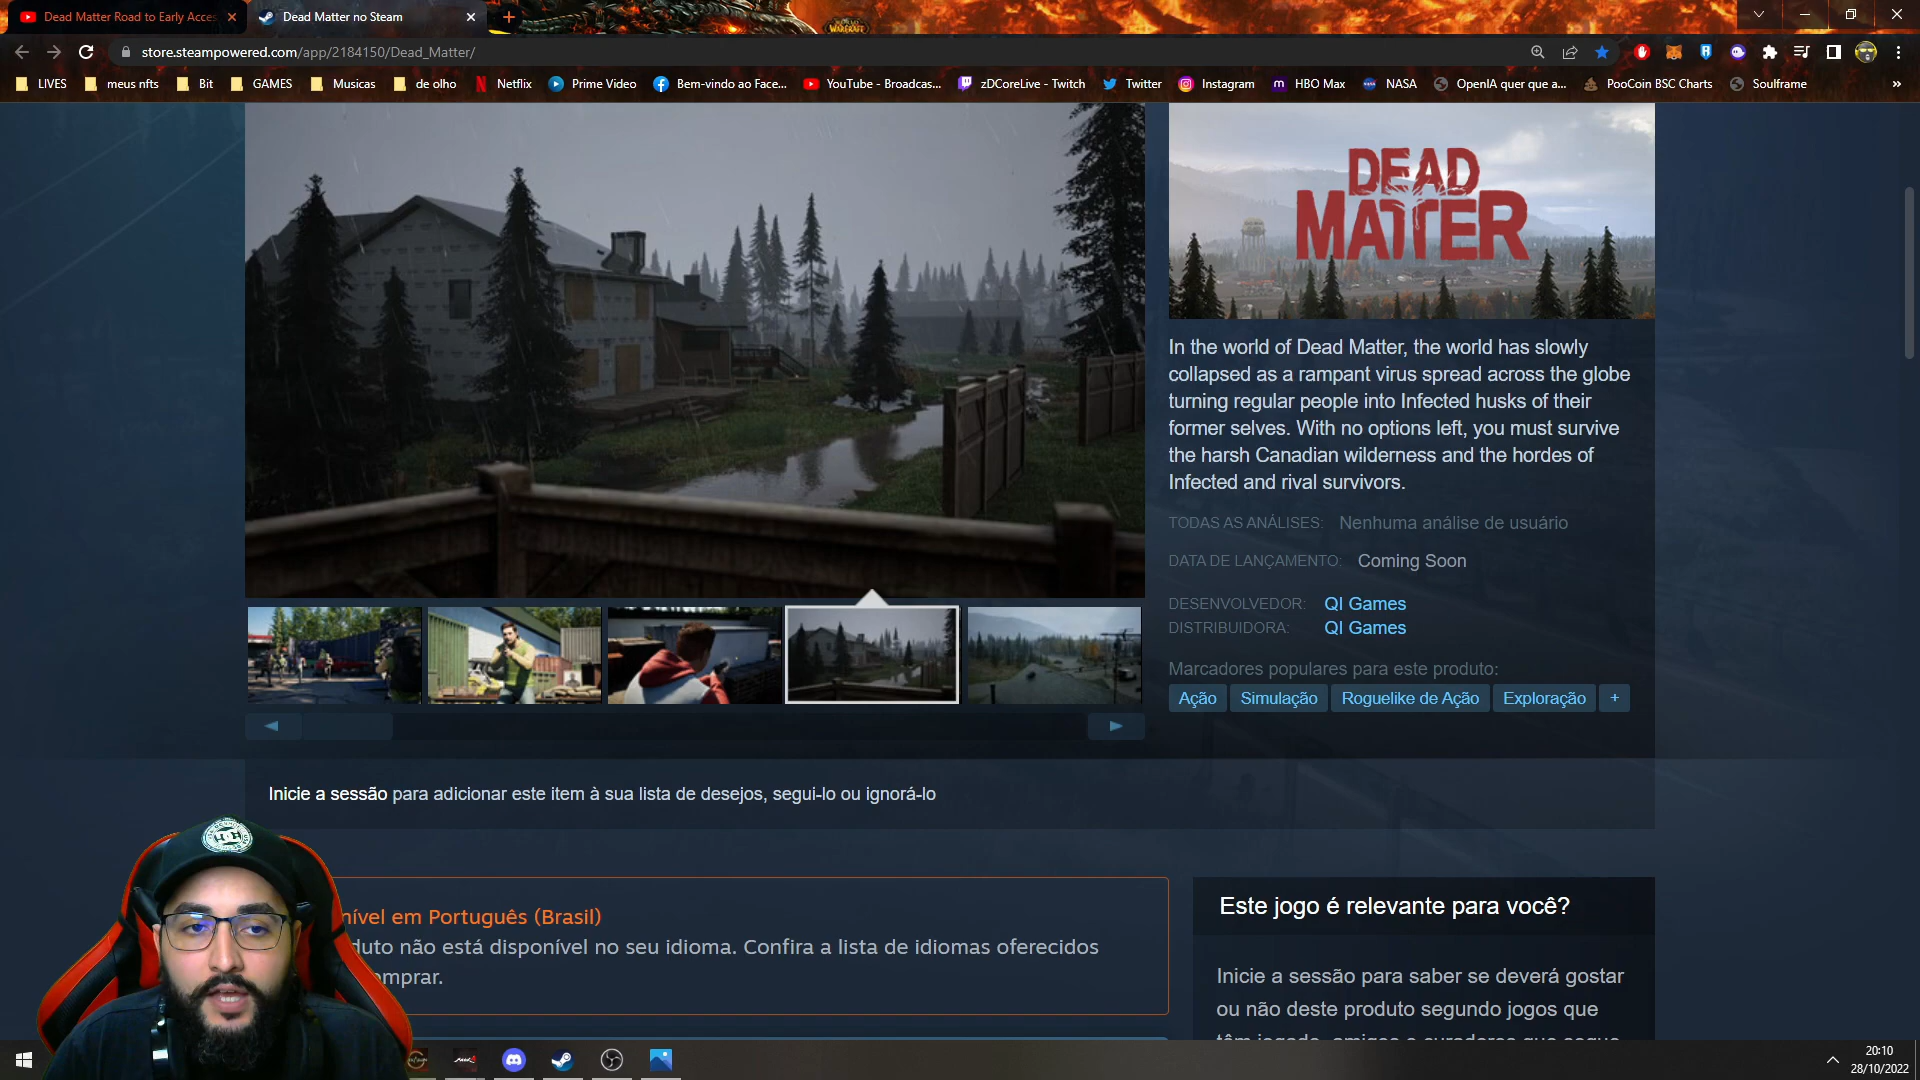 Dead Matter Road to Early Acces
Dead Matter no Steam
store.steampowered.com/app/2184150/Dead_Matter/
LIVES
meus nfts
Bit
GAMES
Musicas
de olho
Netflix
Prime Video
Bem-vindo ao Face...
YouTube - Broadcas...
zDCoreLive - Twitch
Twitter
Instagram
HBO Max
NASA
OpenIA quer que a...
PooCoin BSC Charts
Soulframe
»
DEAD
MATTER
In the world of Dead Matter, the world has slowly
collapsed as a rampant virus spread across the globe
turning regular people into Infected husks of their
former selves. With no options left, you must survive
the harsh Canadian wilderness and the hordes of
Infected and rival survivors.
TODAS AS ANÁLISES: Nenhuma análise de usuário
DATA DE LANÇAMENTO: Coming Soon
DESENVOLVEDOR: QI Games
DISTRIBUIDORA: QI Games
Marcadores populares para este produto:
Ação Simulação Roguelike de Ação Exploração +
Inicie a sessão para adicionar este item à sua lista de desejos, segui-lo ou ignorá-lo
nível em Português (Brasil)
duto não está disponível no seu idioma. Confira a lista de idiomas oferecidos
omprar.
Este jogo é relevante para você?
Inicie a sessão para saber se deverá gostar
ou não deste produto segundo jogos que
têm jogado, amigos e curadores que segue
20:10
28/10/2022